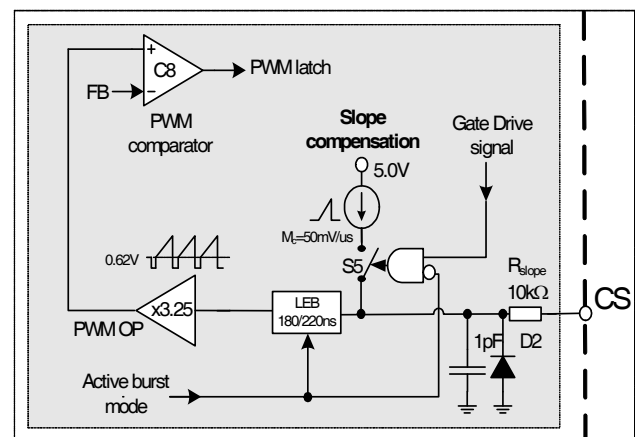 +
C8
PWM latch
FB
−
PWM
comparator
Slope
compensation
5.0V
Gate Drive
signal
Mc=50mV/us
S5
0.62V
x3.25
PWM OP
LEB
180/220ns
Rslope
10kΩ
CS
1pF
D2
Active burst
mode